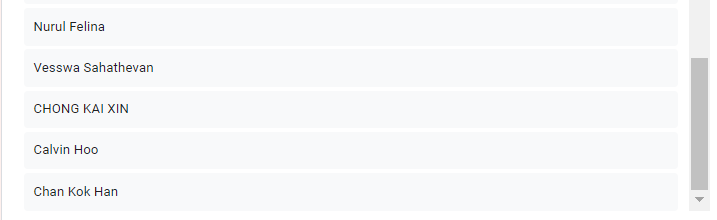 Nurul Felina
Vesswa Sahathevan
CHONG KAI XIN
Calvin Hoo
Chan Kok Han